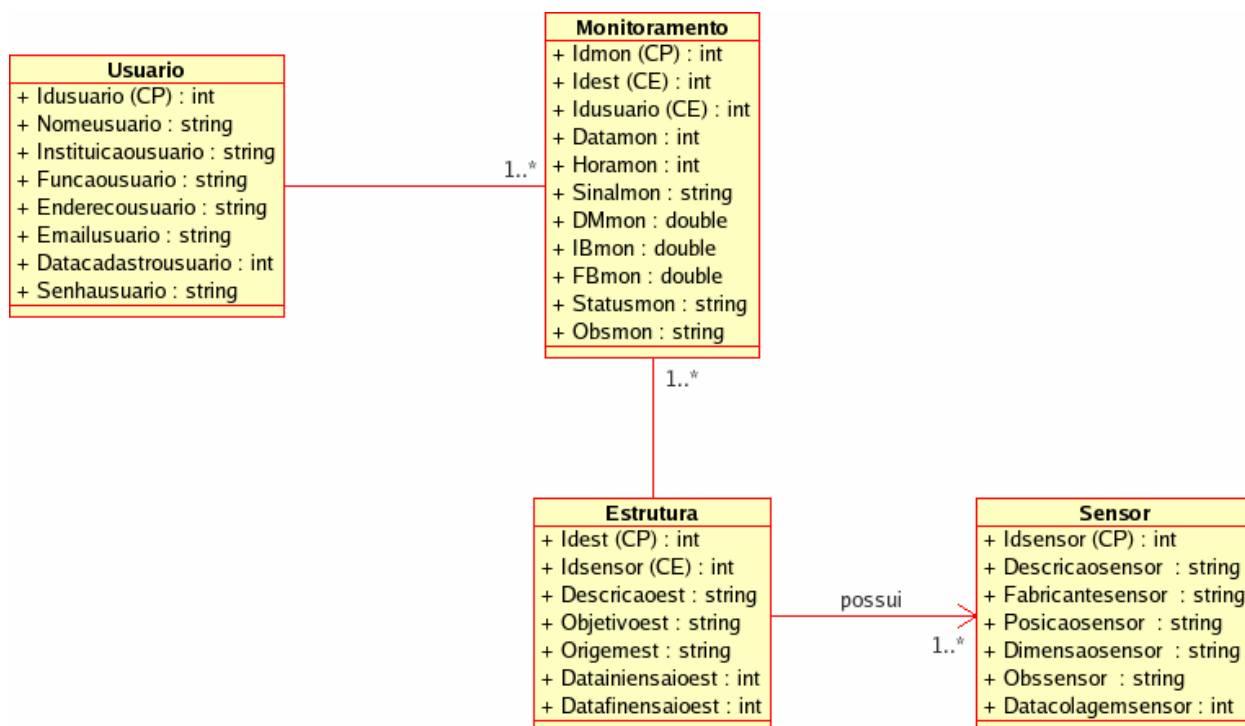 Usuario
+ Idusuario (CP) : int
+ Nomeusuario : string
+ Instituicaousuario : string
+ Funcaousuario : string
+ Enderecousuario : string
+ Emailusuario : string
+ Datacadastrousuario : int
+ Senhausuario : string
1..*
Monitoramento
+ Idmon (CP) : int
+ Idest (CE) : int
+ Idusuario (CE) : int
+ Datamon : int
+ Horamon : int
+ Sinalmon : string
+ DMmon : double
+ IBmon : double
+ FBmon : double
+ Statusmon : string
+ Obsmon : string
1..*
Estrutura
+ Idest (CP) : int
+ Idsensor (CE) : int
+ Descricaoest : string
+ Objetivoest : string
+ Origemest : string
+ Datainiensaioest : int
+ Datafinensaioest : int
possui
1..*
Sensor
+ Idsensor (CP) : int
+ Descricaosensor : string
+ Fabricantesensor : string
+ Posicaosensor : string
+ Dimensaosensor : string
+ Obssensor : string
+ Datacolagemsensor : int